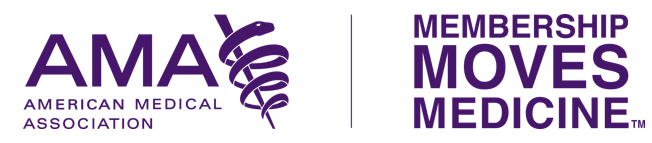 AMA
AMERICAN MEDICAL
ASSOCIATION
MEMBERSHIP
MOVES
MEDICINE™